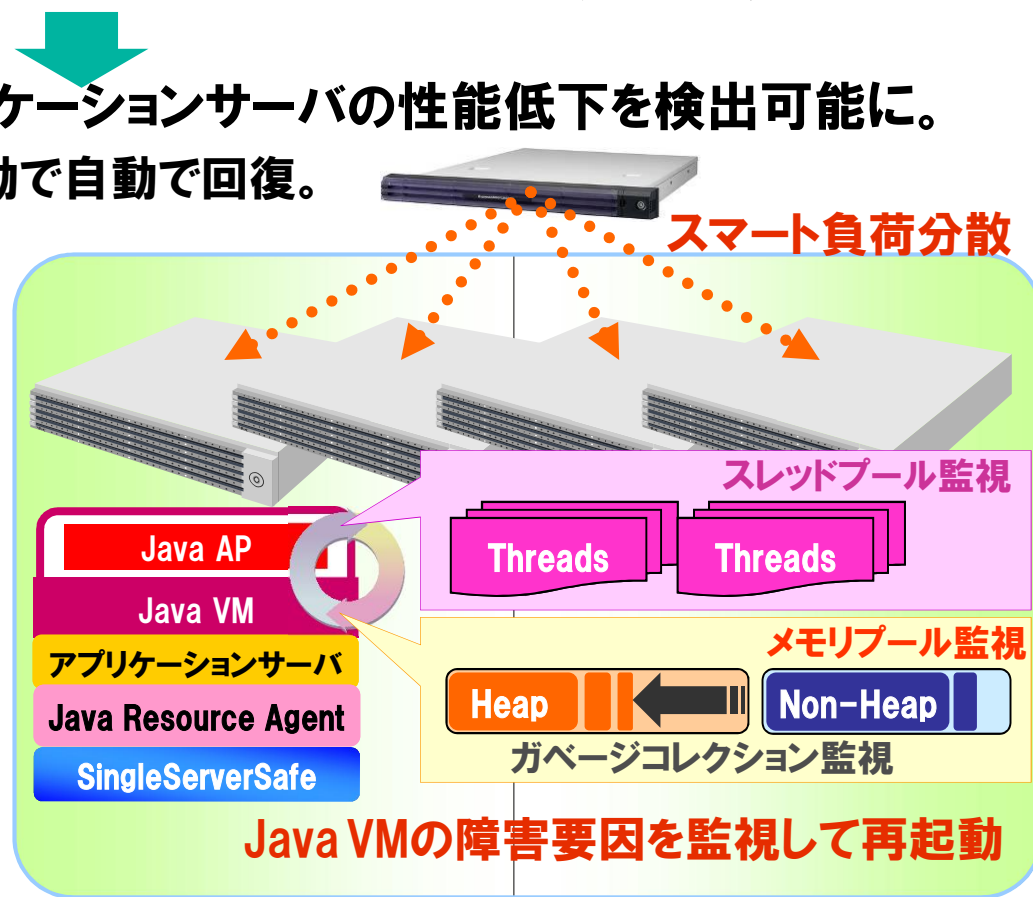 ケーションサーバの性能低下を検出可能に。
動で自動で回復。
スマート負荷分散
スレッドプール監視
Threads
Threads
Java AP
Java VM
アプリケーションサーバ
Java Resource Agent
SingleServerSafe
メモリプール監視
Heap
Non-Heap
ガベージコレクション監視
Java VMの障害要因を監視して再起動